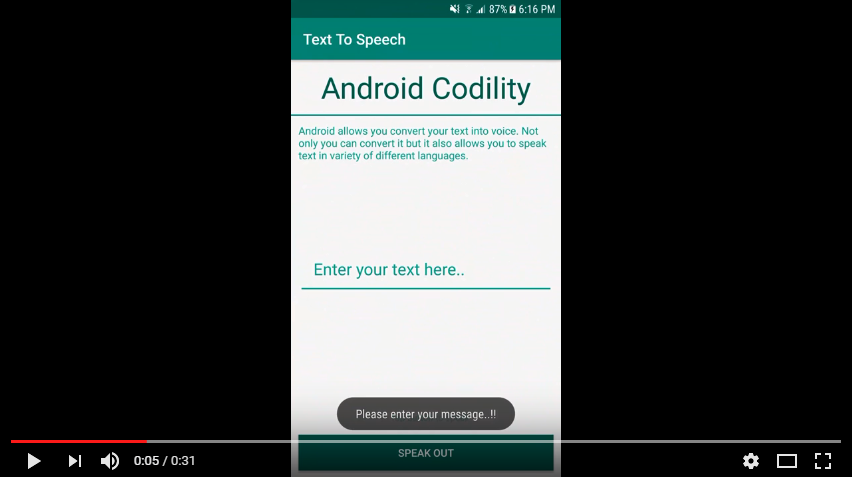 87% 6:16 PM
Text To Speech
Android Codility
Android allows you convert your text into voice. Not
only you can convert it but it also allows you to speak
text in variety of different languages.
Enter your text here..
Please enter your message..!!
SPEAK OUT
0:05 / 0:31